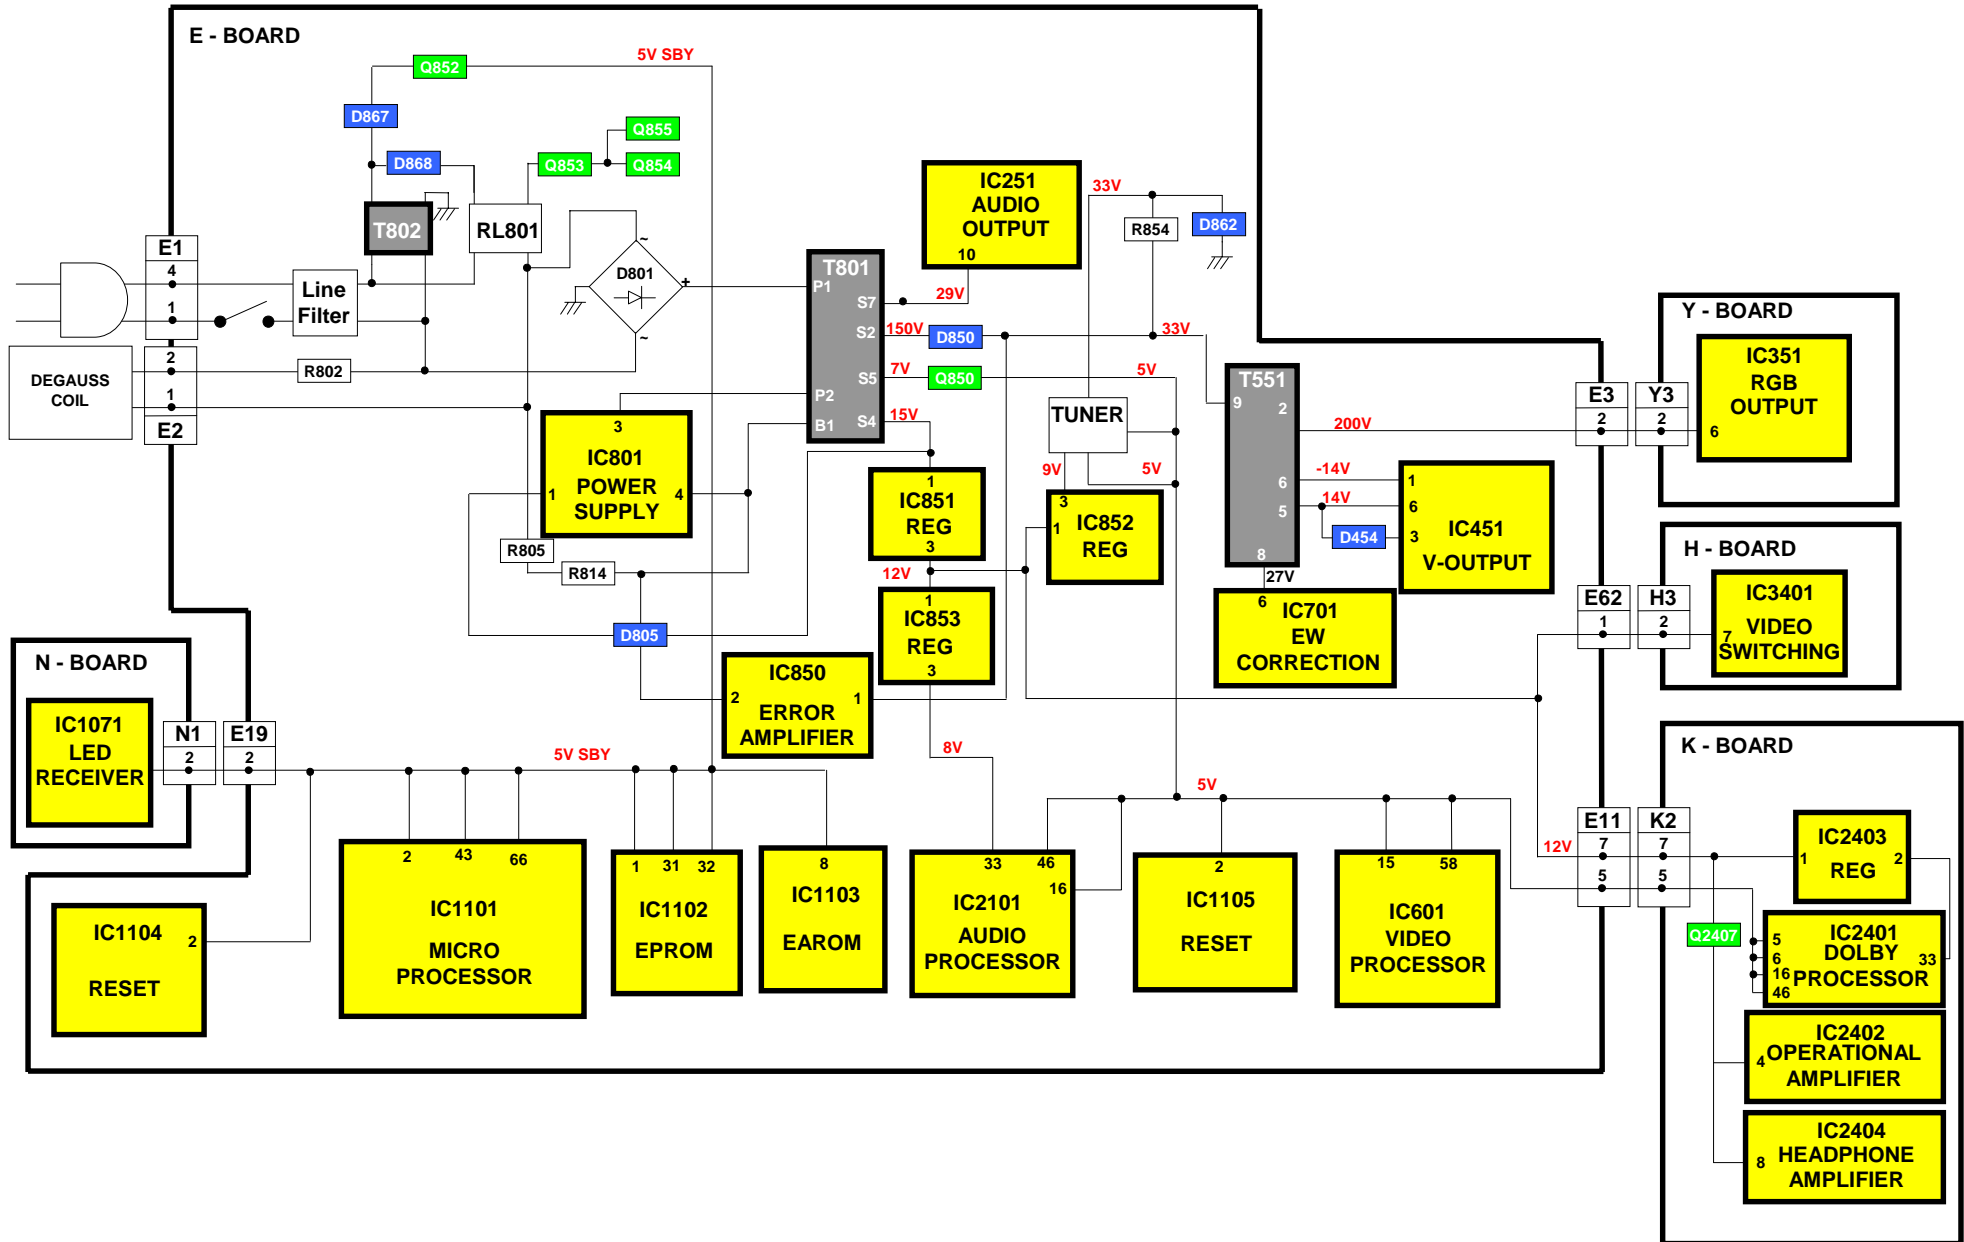 E - BOARD
5V SBY
Q852
D867
D868
Q855
Q853
Q854
T802
RL801
E1
4
1
Line
Filter
D801
~
+
~
2
R802
DEGAUSS
COIL
1
E2
T801
P1
S7
S2
S5
P2
S4
B1
IC251
AUDIO
OUTPUT
10
29V
150V
D850
7V
Q850
15V
33V
R854
D862
33V
5V
TUNER
9V
5V
3
IC801
POWER
SUPPLY
1
4
R805
R814
D805
1
IC851
REG
3
12V
1
IC853
REG
3
3
1
IC852
REG
T551
9
2
6
5
8
200V
-14V
14V
D454
27V
1
6
3
IC451
V-OUTPUT
6
IC701
EW
CORRECTION
E3
2
Y3
2
Y - BOARD
IC351
RGB
OUTPUT
6
H - BOARD
E62
1
H3
2
IC3401
VIDEO
7
SWITCHING
N - BOARD
IC1071
LED
RECEIVER
N1
2
E19
2
5V SBY
IC850
2
1
ERROR
AMPLIFIER
8V
5V
K - BOARD
E11
7
5
K2
7
5
12V
IC2403
1
2
REG
Q2407
IC2401
DOLBY
PROCESSOR
5
6
16
46
33
IC2402
OPERATIONAL
AMPLIFIER
4
IC2404
HEADPHONE
AMPLIFIER
8
IC1104
2
RESET
2
43
66
IC1101
MICRO
PROCESSOR
1
31
32
IC1102
EPROM
8
IC1103
EAROM
33
46
16
IC2101
AUDIO
PROCESSOR
2
IC1105
RESET
15
58
IC601
VIDEO
PROCESSOR